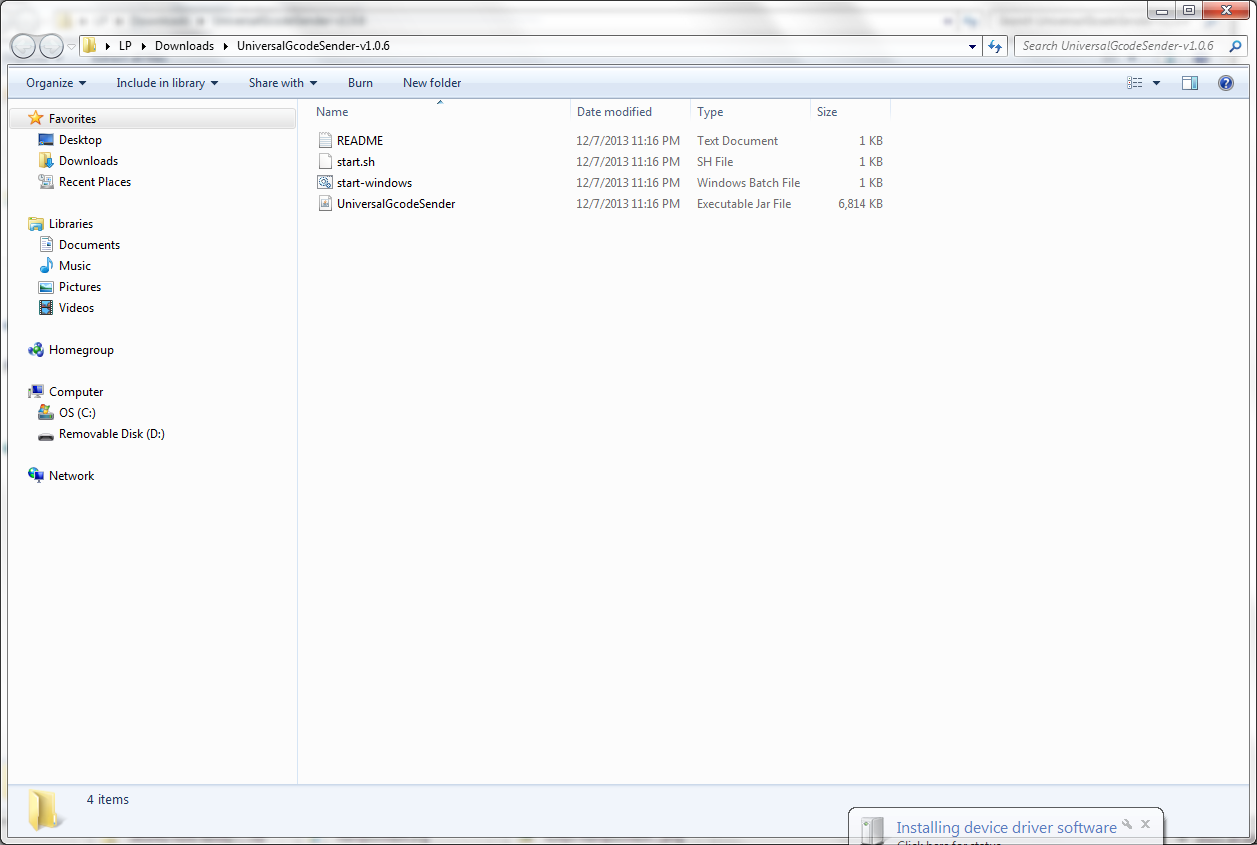 LP Downloads UniversalGcodeSender-v1.0.6
Search UniversalGcodeSender-v1.0.6
Organize Include in library Share with Burn New folder
Name Date modified Type Size
README 12/7/2013 11:16 PM Text Document 1 KB
start.sh 12/7/2013 11:16 PM SH File 1 KB
start-windows 12/7/2013 11:16 PM Windows Batch File 1 KB
UniversalGcodeSender 12/7/2013 11:16 PM Executable Jar File 6,814 KB
Favorites
Desktop
Downloads
Recent Places
Libraries
Documents
Music
Pictures
Videos
Homegroup
Computer
OS (C:)
Removable Disk (D:)
Network
4 items
Installing device driver software
Click here for status